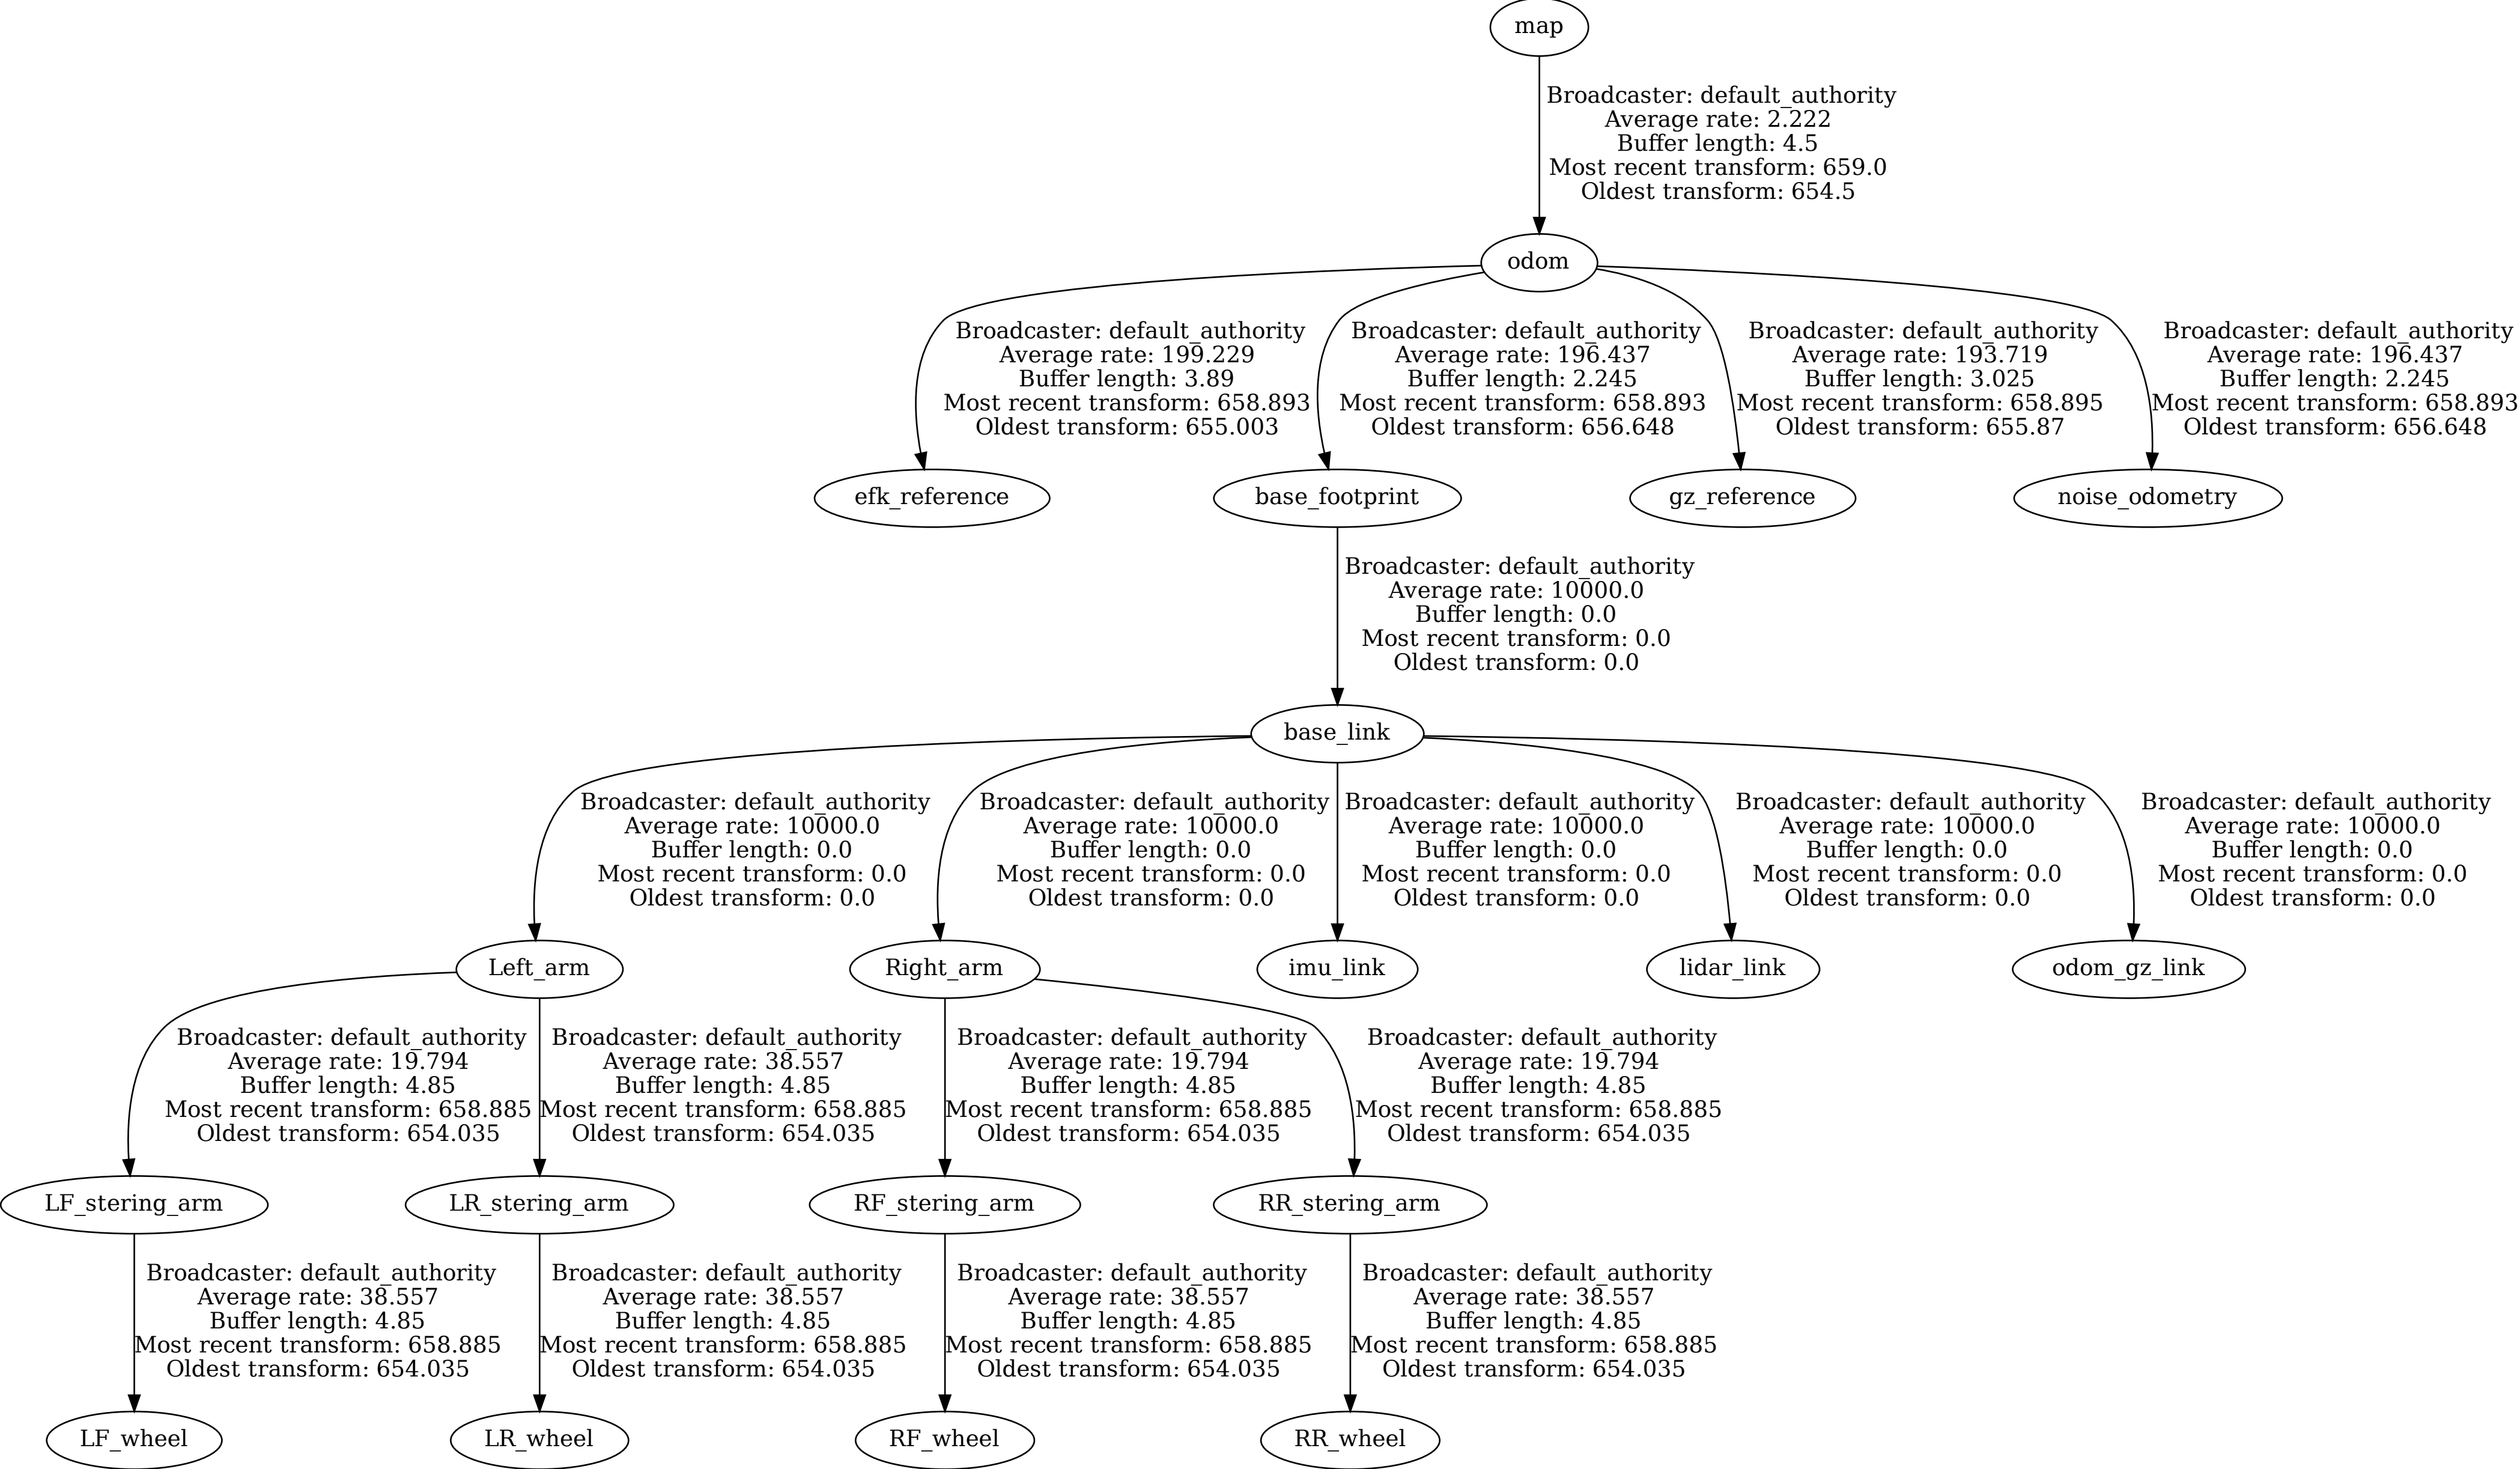 map
Broadcaster: default_authority
Average rate: 2.222
Buffer length: 4.5
Most recent transform: 659.0
Oldest transform: 654.5
odom
Broadcaster: default_authority
Average rate: 199.229
Buffer length: 3.89
Most recent transform: 658.893
Oldest transform: 655.003
Broadcaster: default_authority
Average rate: 196.437
Buffer length: 2.245
Most recent transform: 658.893
Oldest transform: 656.648
Broadcaster: default_authority
Average rate: 193.719
Buffer length: 3.025
Most recent transform: 658.895
Oldest transform: 655.87
Broadcaster: default_authority
Average rate: 196.437
Buffer length: 2.245
Most recent transform: 658.893
Oldest transform: 656.648
efk_reference
base_footprint
gz_reference
noise_odometry
Broadcaster: default_authority
Average rate: 10000.0
Buffer length: 0.0
Most recent transform: 0.0
Oldest transform: 0.0
base_link
Broadcaster: default_authority
Average rate: 10000.0
Buffer length: 0.0
Most recent transform: 0.0
Oldest transform: 0.0
Broadcaster: default_authority
Average rate: 10000.0
Buffer length: 0.0
Most recent transform: 0.0
Oldest transform: 0.0
Broadcaster: default_authority
Average rate: 10000.0
Buffer length: 0.0
Most recent transform: 0.0
Oldest transform: 0.0
Broadcaster: default_authority
Average rate: 10000.0
Buffer length: 0.0
Most recent transform: 0.0
Oldest transform: 0.0
Broadcaster: default_authority
Average rate: 10000.0
Buffer length: 0.0
Most recent transform: 0.0
Oldest transform: 0.0
Left_arm
Right_arm
imu_link
lidar_link
odom_gz_link
Broadcaster: default_authority
Average rate: 19.794
Buffer length: 4.85
Most recent transform: 658.885
Oldest transform: 654.035
Broadcaster: default_authority
Average rate: 38.557
Buffer length: 4.85
Most recent transform: 658.885
Oldest transform: 654.035
Broadcaster: default_authority
Average rate: 19.794
Buffer length: 4.85
Most recent transform: 658.885
Oldest transform: 654.035
Broadcaster: default_authority
Average rate: 19.794
Buffer length: 4.85
Most recent transform: 658.885
Oldest transform: 654.035
LF_stering_arm
LR_stering_arm
RF_stering_arm
RR_stering_arm
Broadcaster: default_authority
Average rate: 38.557
Buffer length: 4.85
Most recent transform: 658.885
Oldest transform: 654.035
Broadcaster: default_authority
Average rate: 38.557
Buffer length: 4.85
Most recent transform: 658.885
Oldest transform: 654.035
Broadcaster: default_authority
Average rate: 38.557
Buffer length: 4.85
Most recent transform: 658.885
Oldest transform: 654.035
Broadcaster: default_authority
Average rate: 38.557
Buffer length: 4.85
Most recent transform: 658.885
Oldest transform: 654.035
LF_wheel
LR_wheel
RF_wheel
RR_wheel